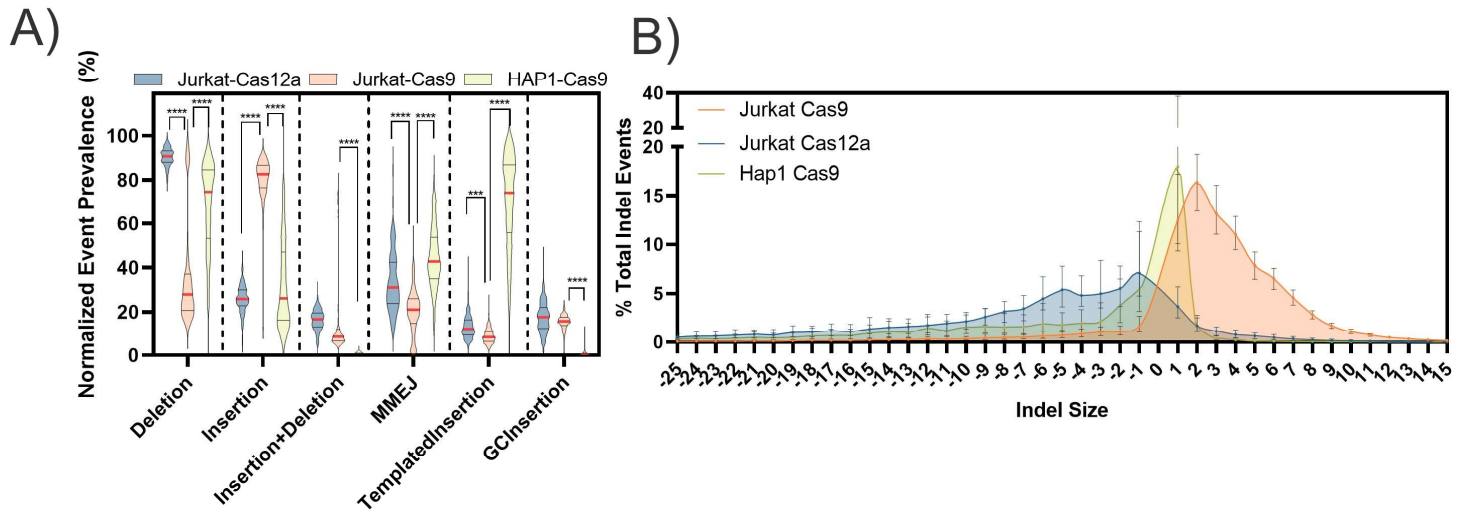 A)
Normalized Event Prevalence (%)
Jurkat-Cas12a Jurkat-Cas9 HAP1-Cas9
**** **** **** **** **** **** **** *** **** ****
100
80
60
40
20
0
Deletion Insertion Insertion+Deletion MMEJ TemplatedInsertion GCInsertion
B)
% Total Indel Events
40
20
20
15
10
5
0
Jurkat Cas9
Jurkat Cas12a
Hap1 Cas9
-25 -24 -23 -22 -21 -20 -19 -18 -17 -16 -15 -14 -13 -12 -11 -10 -9 -8 -7 -6 -5 -4 -3 -2 -1 0 1 2 3 4 5 6 7 8 9 10 11 12 13 14 15
Indel Size